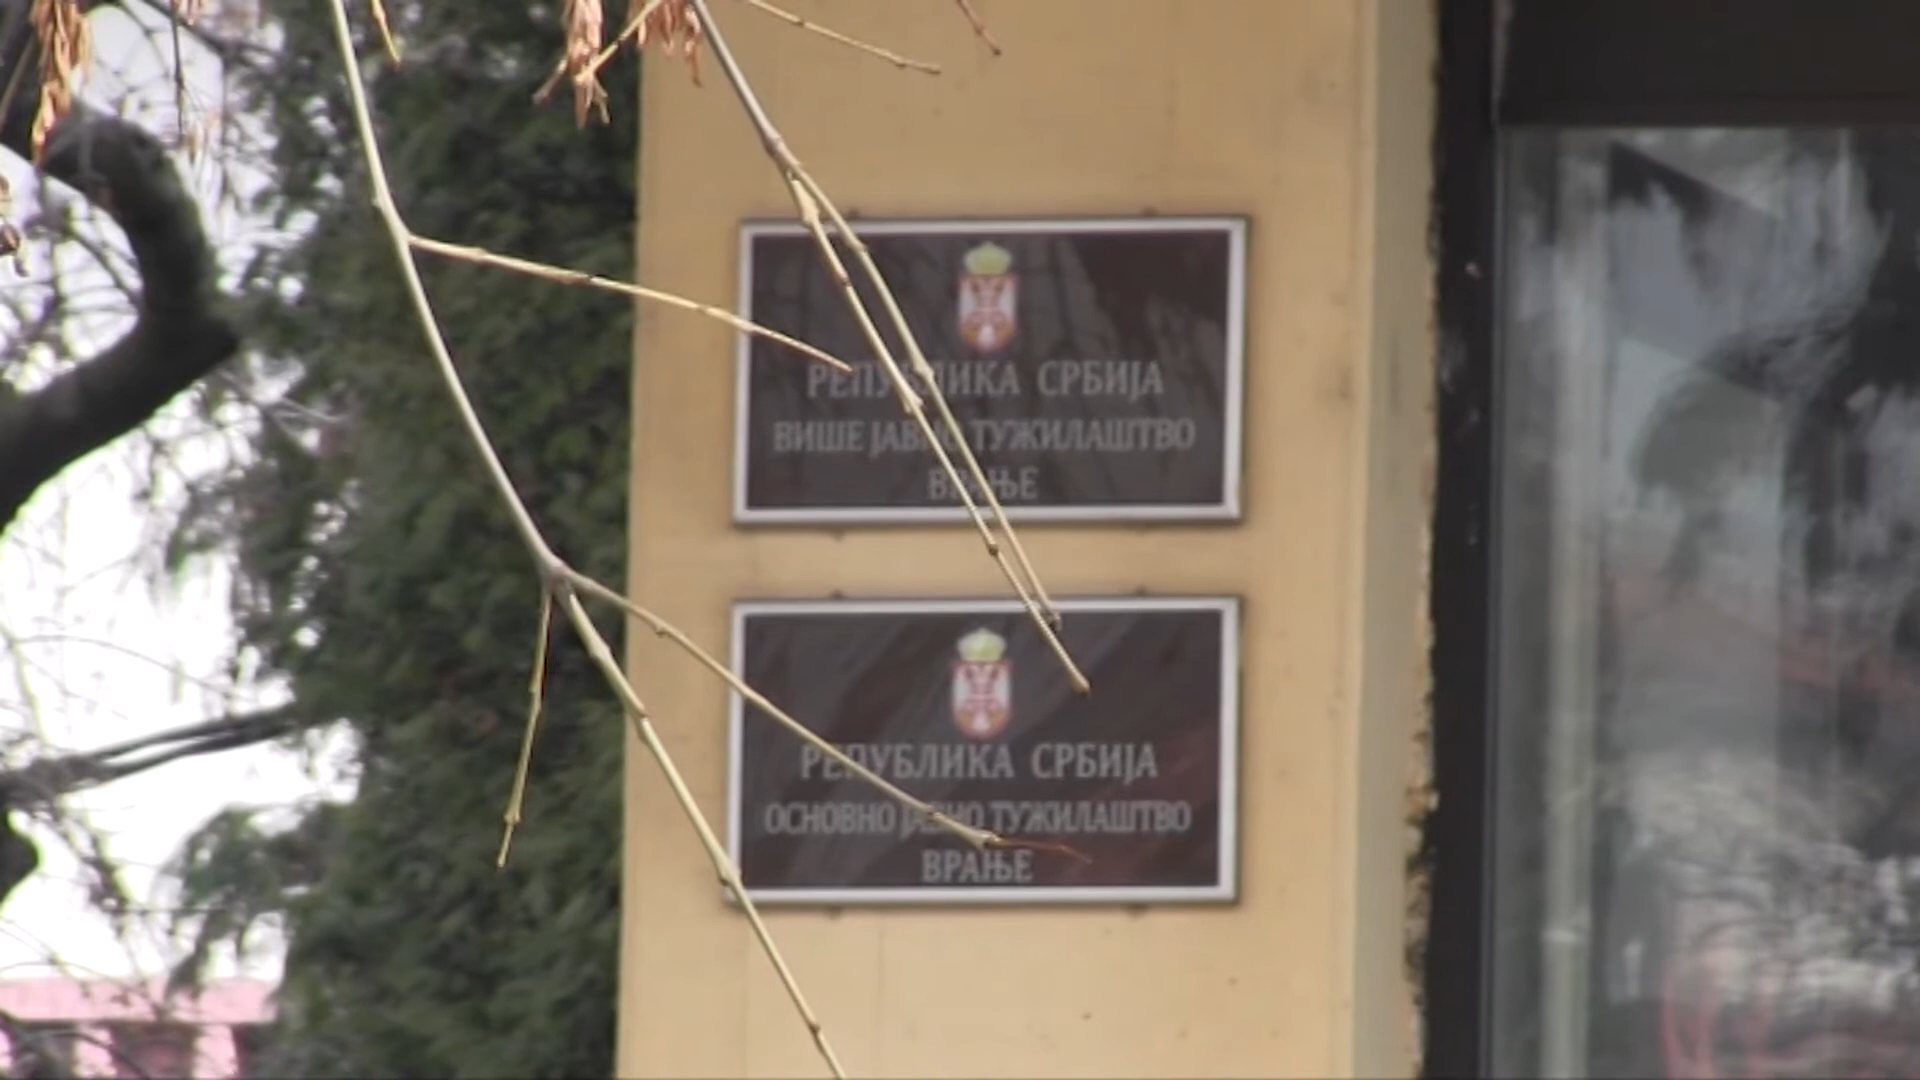 РЕПУБЛИКА СРБИЈА
ВИШЕ ЈАВНО ТУЖИЛАШТВО
ВРАЊЕ
РЕПУБЛИКА СРБИЈА
ОСНОВНО ЈАВНО ТУЖИЛАШТВО
ВРАЊЕ